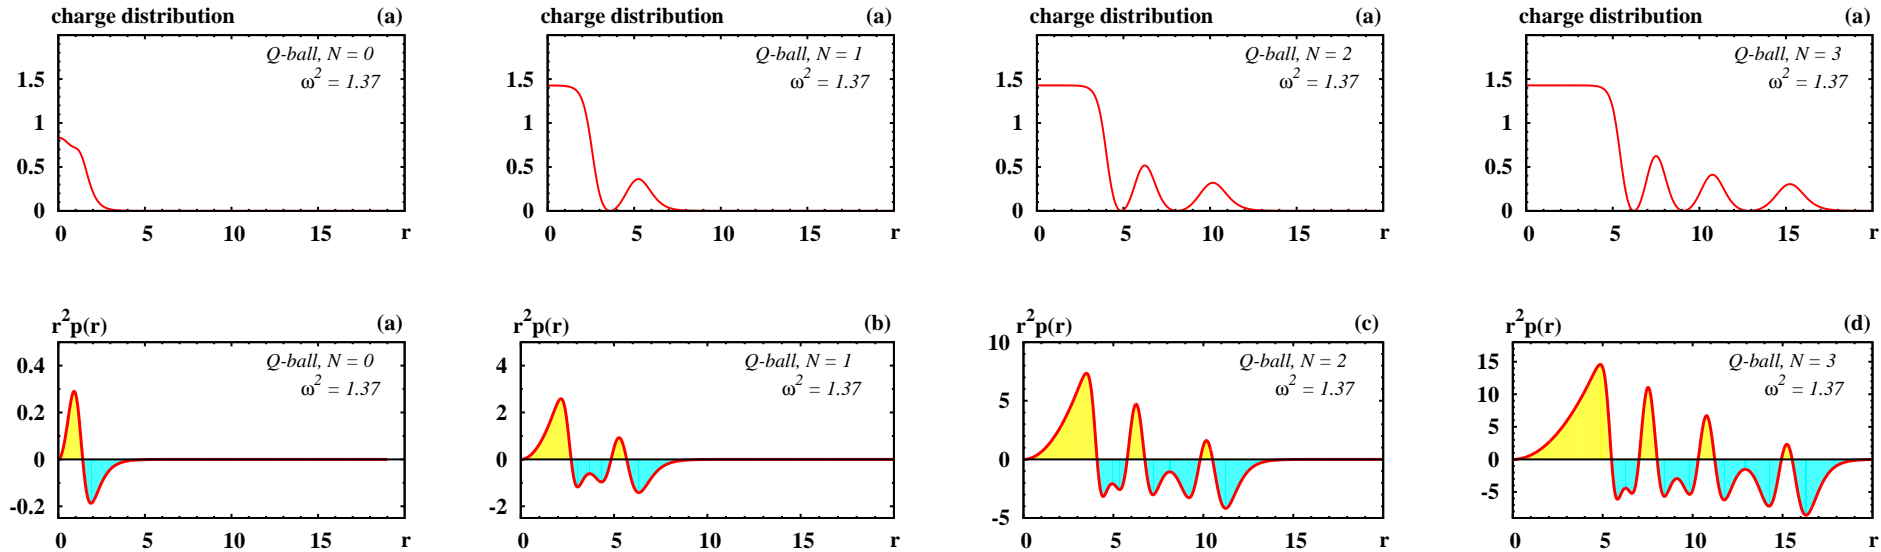 charge distribution (a)
Q-ball, N = 0
ω² = 1.37
1.5
1
0.5
0
0 5 10 15 r
charge distribution (a)
Q-ball, N = 1
ω² = 1.37
1.5
1
0.5
0
0 5 10 15 r
charge distribution (a)
Q-ball, N = 2
ω² = 1.37
1.5
1
0.5
0
0 5 10 15 r
charge distribution (a)
Q-ball, N = 3
ω² = 1.37
1.5
1
0.5
0
0 5 10 15 r
r²p(r) (a)
Q-ball, N = 0
ω² = 1.37
0.4
0.2
0
-0.2
0 5 10 15 r
r²p(r) (b)
Q-ball, N = 1
ω² = 1.37
4
2
0
-2
0 5 10 15 r
r²p(r) (c)
Q-ball, N = 2
ω² = 1.37
10
5
0
-5
0 5 10 15 r
r²p(r) (d)
Q-ball, N = 3
ω² = 1.37
15
10
5
0
-5
0 5 10 15 r